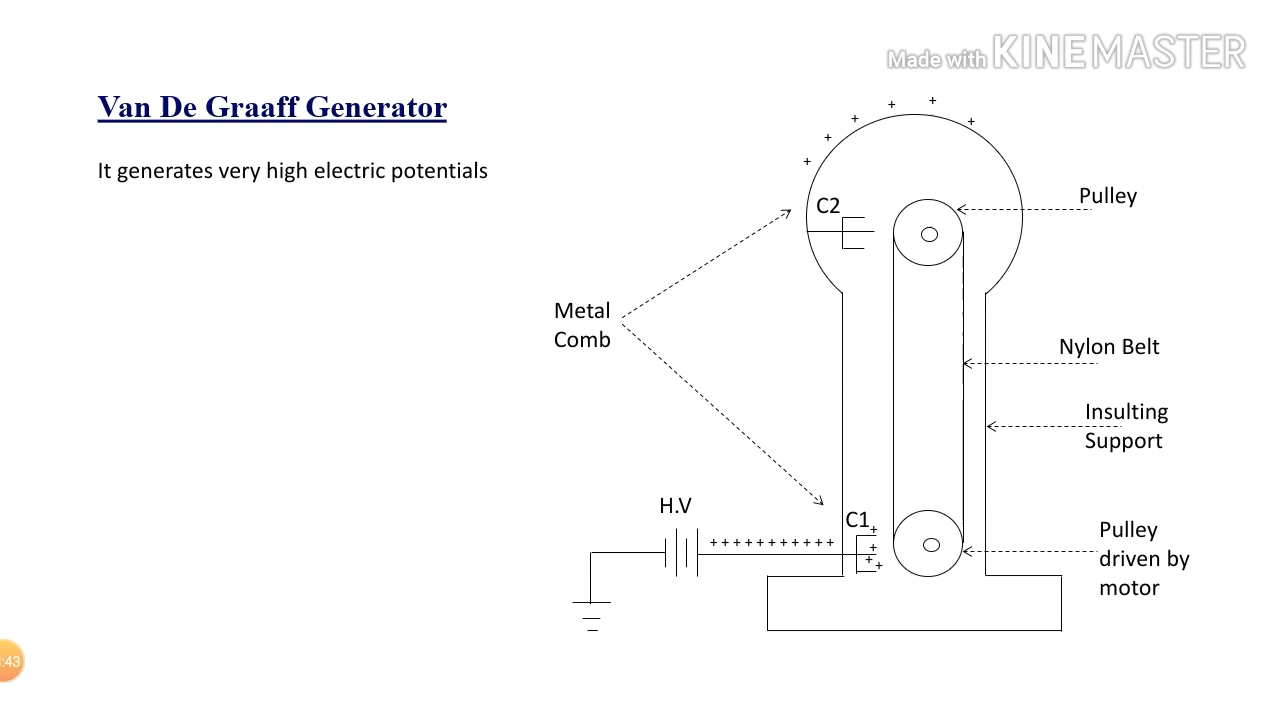 Made with KINEMASTER
Van De Graaff Generator
It generates very high electric potentials
C2
Pulley
Metal
Comb
Nylon Belt
Insulting
Support
H.V
C1
Pulley
driven by
motor
:43